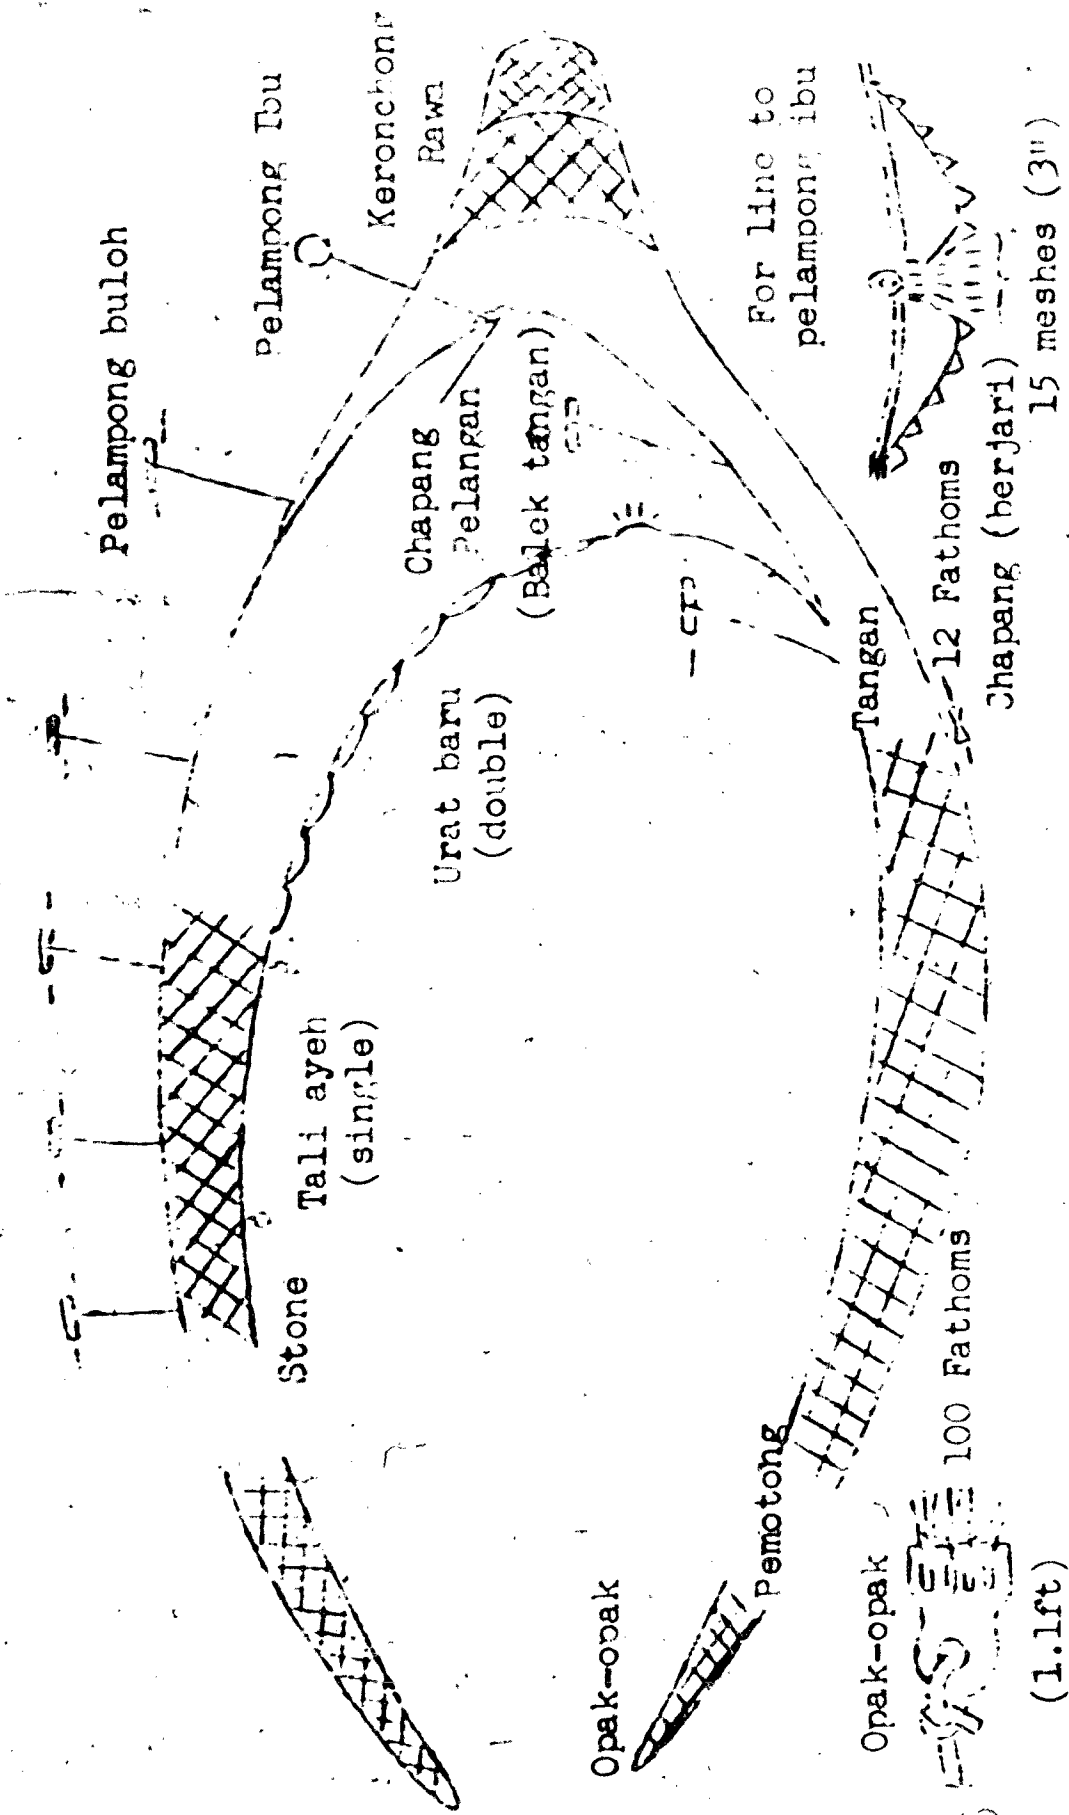 Pelampong buloh
Pelampong Ibu
Keronchong
Rawa
Chapang
Pelangan
(Balek tangan)
For line to
pelampong ibu
Urat baru
(double)
Tali ayeh
(single)
Stone
Tangan
12 Fathoms
Chapang (berjari)
15 meshes (3")
Opak-opak
Pemotong
100 Fathoms
Opak-opak
(1.1ft)